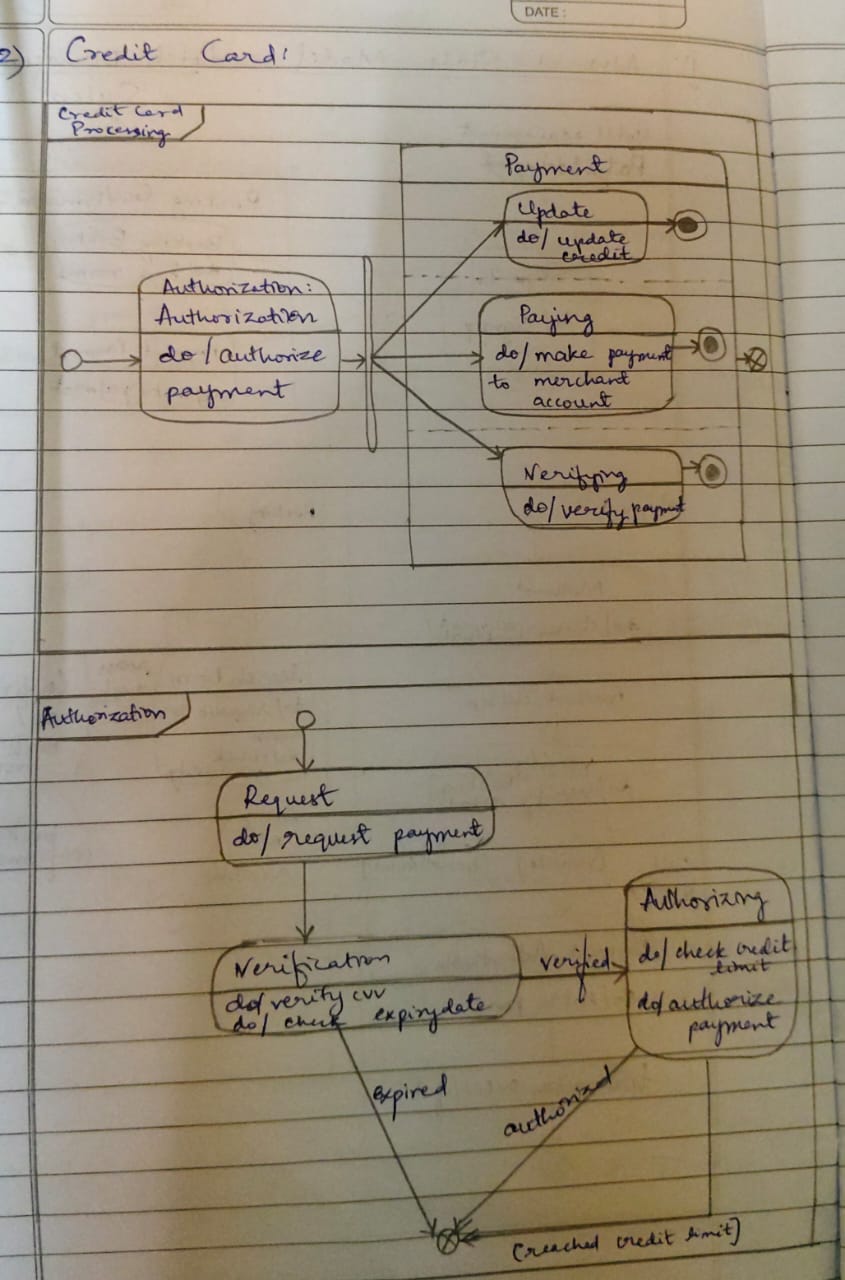 DATE:
2) Credit Card:
Credit Card
Processing
Payment
Update
do/ update
credit
Authorization:
Authorization
do/authorize
payment
Paying
do/ make payment
to merchant
account
Verifying
do/verify payment
Authorization
Request
do/ request payment
Authorizing
do/check credit
limit
do/authorize
payment
Verification
do/verify cvv
do/ check expirydate
verified
expired
authorized
[reached credit limit]